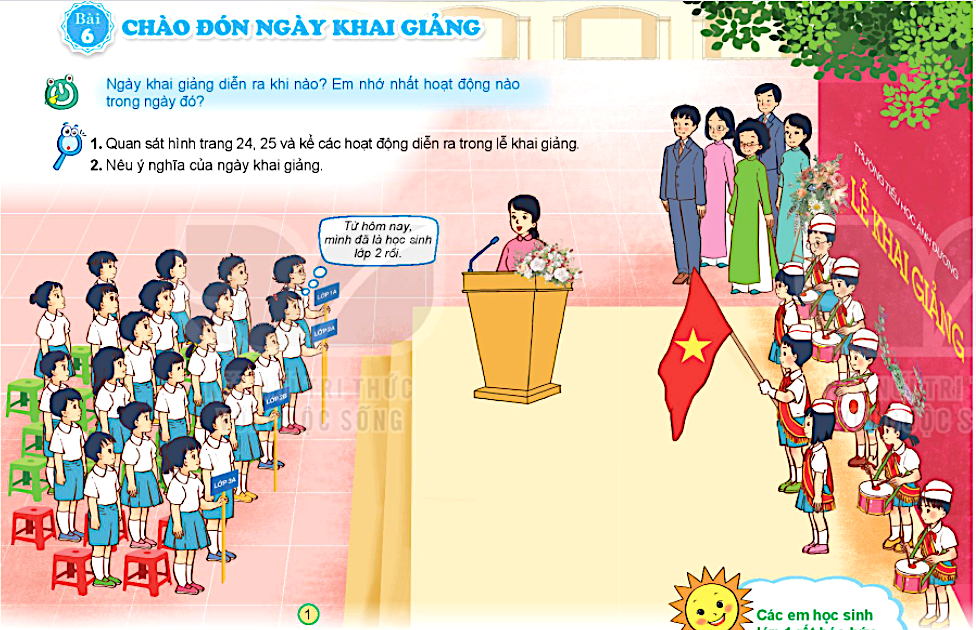 Bài
6
CHÀO ĐÓN NGÀY KHAI GIẢNG
Ngày khai giảng diễn ra khi nào? Em nhớ nhất hoạt động nào
trong ngày đó?
1. Quan sát hình trang 24, 25 và kể các hoạt động diễn ra trong lễ khai giảng.
2. Nêu ý nghĩa của ngày khai giảng.
Từ hôm nay,
mình đã là học sinh
lớp 2 rồi.
TRƯỜNG TIỂU HỌC ÁNH DƯƠNG
LỄ KHAI GIẢNG
LỚP 1A
LỚP 2A
LỚP 2B
LỚP 3A
TRI THỨC
CUỘC SỐNG
1
Các em học sinh